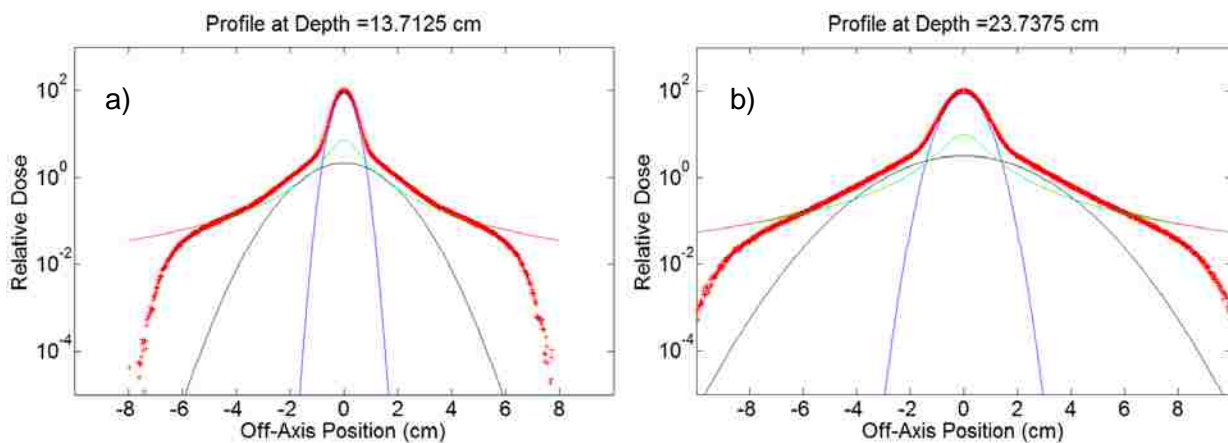 Profile at Depth =13.7125 cm
a)
Relative Dose
10^2
10^0
10^-2
10^-4
-8 -6 -4 -2 0 2 4 6 8
Off-Axis Position (cm)
Profile at Depth =23.7375 cm
b)
Relative Dose
10^2
10^0
10^-2
10^-4
-8 -6 -4 -2 0 2 4 6 8
Off-Axis Position (cm)